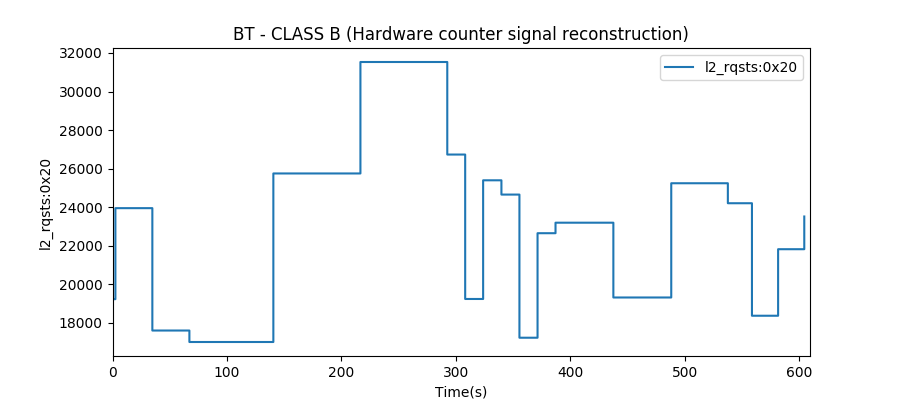 BT - CLASS B (Hardware counter signal reconstruction)
l2_rqsts:0x20
32000
30000
28000
26000
24000
22000
20000
18000
l2_rqsts:0x20
0 100 200 300 400 500 600
Time(s)